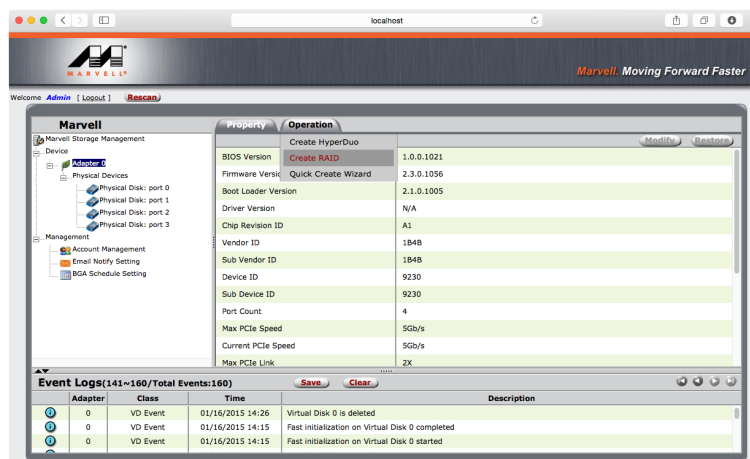 localhost
MARVELL®
Marvell. Moving Forward Faster
Welcome Admin [ Logout ] Rescan
Marvell
Marvell Storage Management
Device
Adapter 0
Physical Devices
Physical Disk: port 0
Physical Disk: port 1
Physical Disk: port 2
Physical Disk: port 3
Management
Account Management
Email Notify Setting
BGA Schedule Setting
Property Operation
Create HyperDuo
Create RAID
Quick Create Wizard
Modify Restore
BIOS Version 1.0.0.1021
Firmware Versio 2.3.0.1056
Boot Loader Version 2.1.0.1005
Driver Version N/A
Chip Revision ID A1
Vendor ID 1B4B
Sub Vendor ID 1B4B
Device ID 9230
Sub Device ID 9230
Port Count 4
Max PCIe Speed 5Gb/s
Current PCIe Speed 5Gb/s
Max PCIe Link 2X
Event Logs(141~160/Total Events:160) Save Clear
Adapter Class Time Description
0 VD Event 01/16/2015 14:26 Virtual Disk 0 is deleted
0 VD Event 01/16/2015 14:15 Fast initialization on Virtual Disk 0 completed
0 VD Event 01/16/2015 14:15 Fast initialization on Virtual Disk 0 started